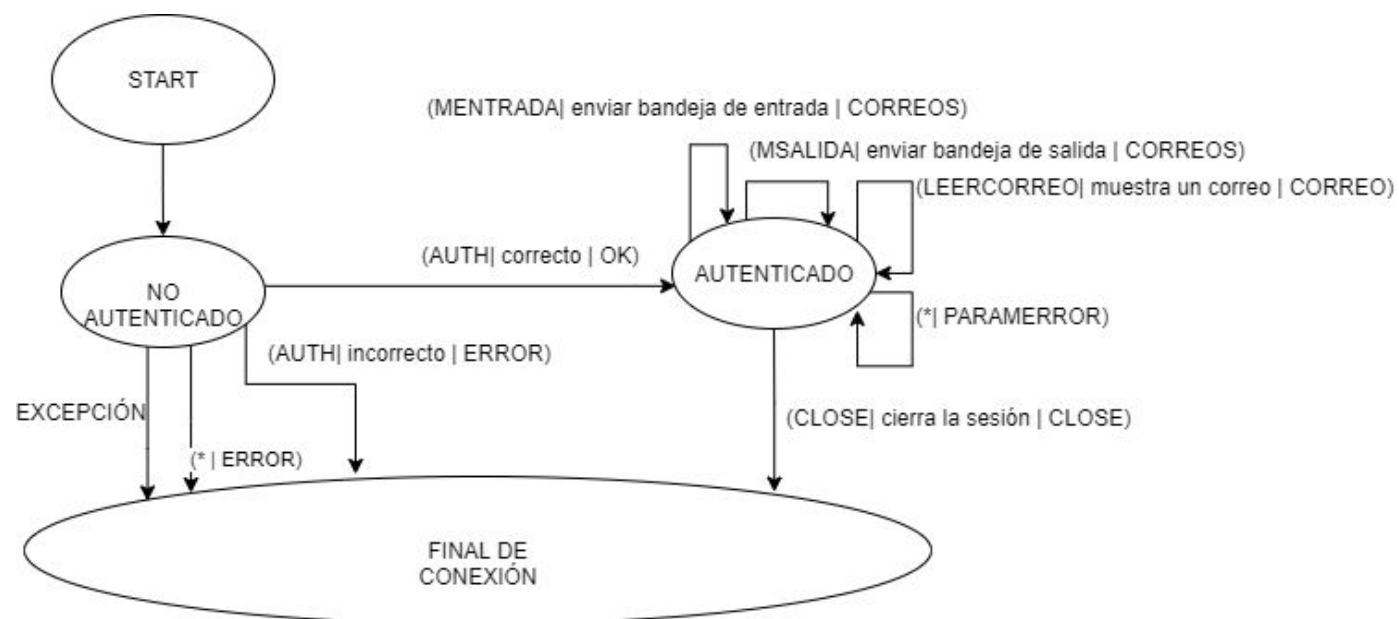 START
(MENTRADA| enviar bandeja de entrada | CORREOS)
(MSALIDA| enviar bandeja de salida | CORREOS)
(LEERCORREO| muestra un correo | CORREO)
(AUTH| correcto | OK)
AUTENTICADO
NO
AUTENTICADO
(*| PARAMERROR)
(AUTH| incorrecto | ERROR)
EXCEPCIÓN
(CLOSE| cierra la sesión | CLOSE)
(* | ERROR)
FINAL DE
CONEXIÓN